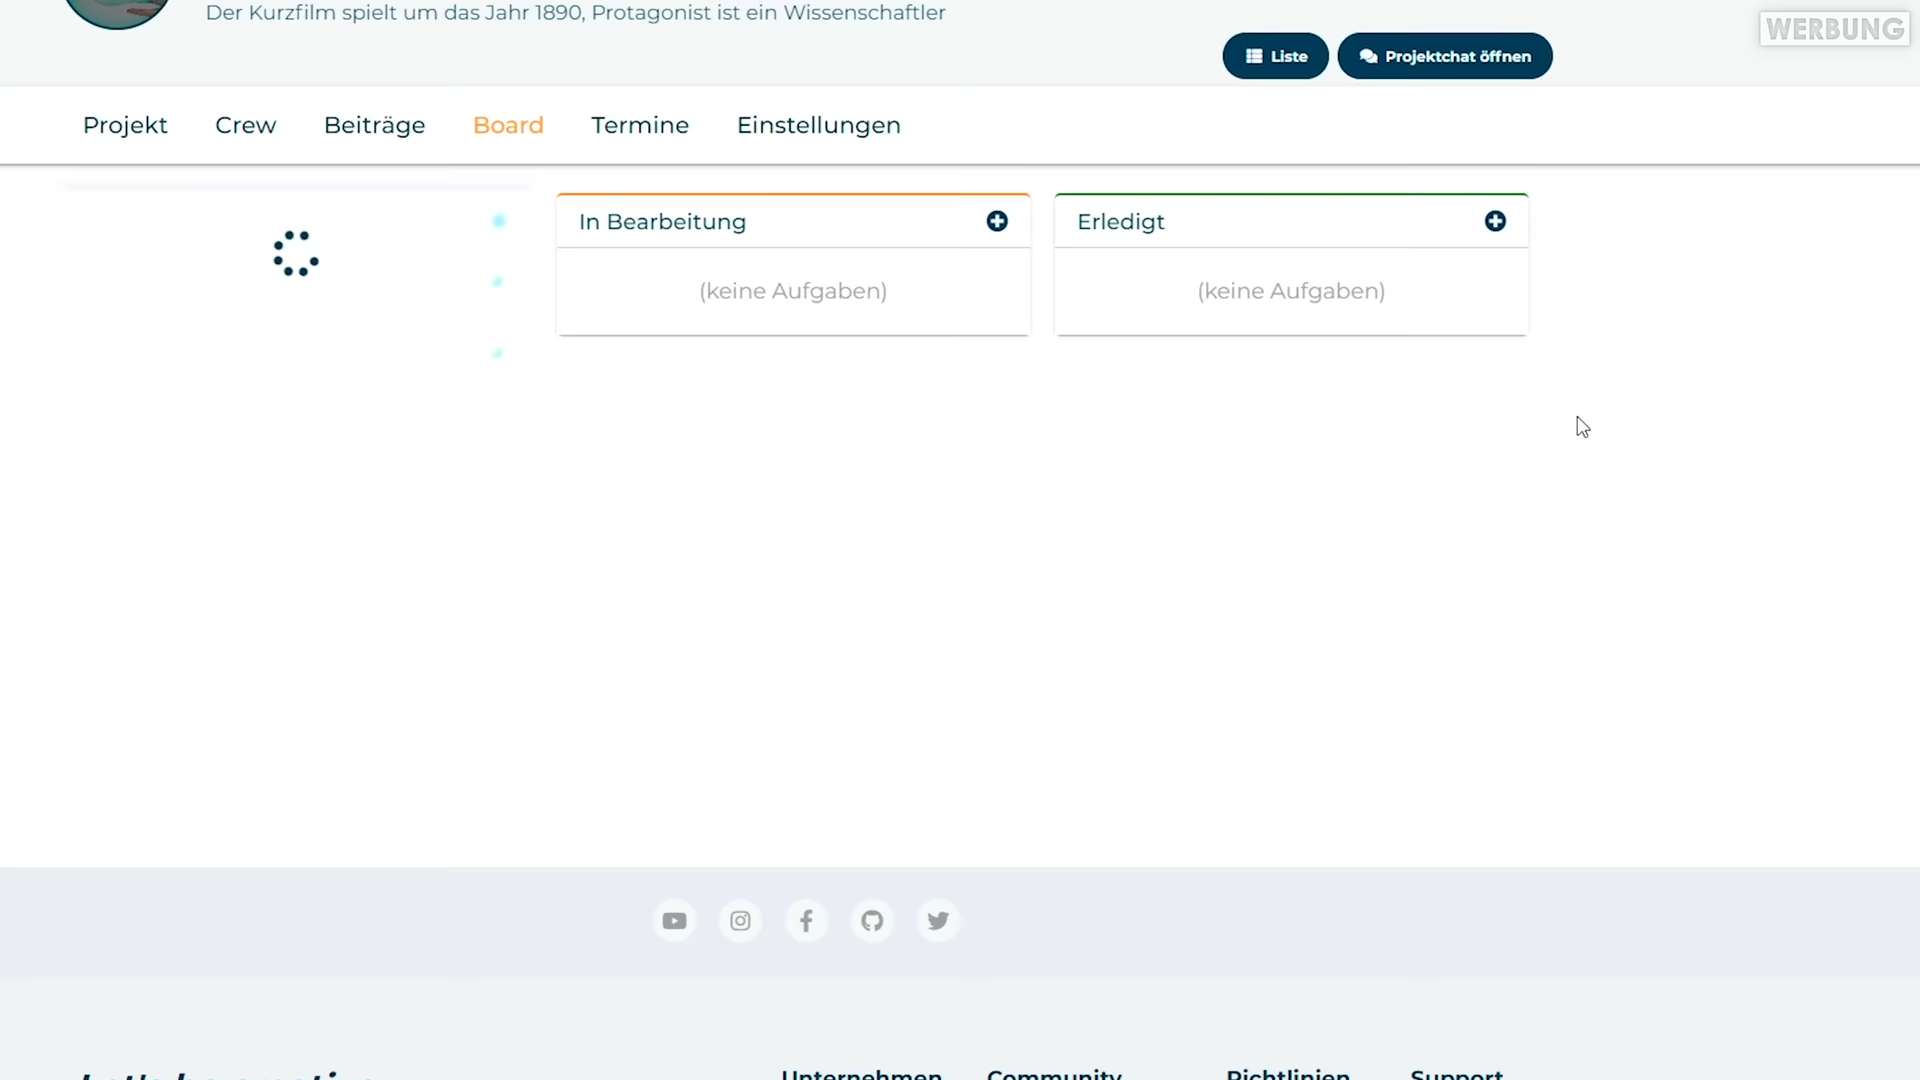 Der Kurzfilm spielt um das Jahr 1890, Protagonist ist ein Wissenschaftler
WERBUNG
Liste
Projektchat öffnen
Projekt Crew Beiträge Board Termine Einstellungen
In Bearbeitung
Erledigt
(keine Aufgaben)
(keine Aufgaben)
Unternehmen Community Richtlinien Support